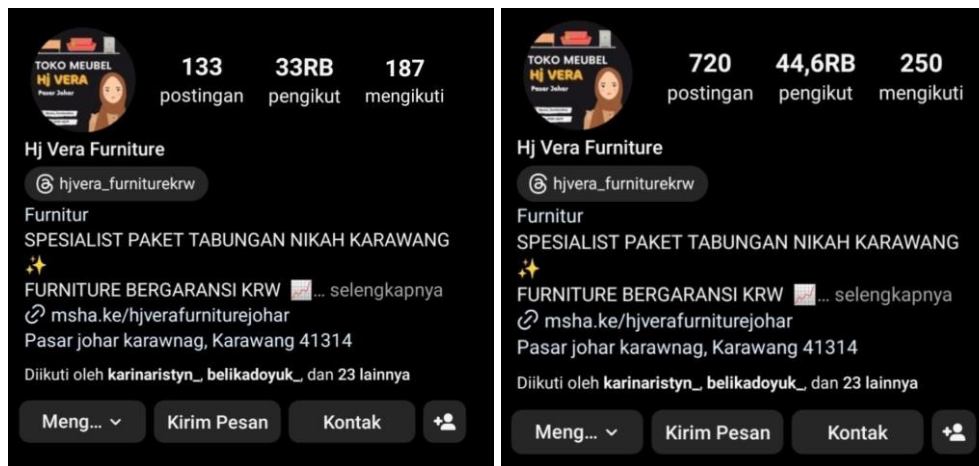 TOKO MEUBEL
Hj VERA
Pasar Johar
133
postingan
33RB
pengikut
187
mengikuti
Hj Vera Furniture
hjvera_furniturekrw
Furnitur
SPESIALIST PAKET TABUNGAN NIKAH KARAWANG
✨
FURNITURE BERGARANSI KRW 📈... selengkapnya
msha.ke/hjverafurniturejohar
Pasar johar karawnag, Karawang 41314
Diikuti oleh karinaristyn_, belikadoyuk_, dan 23 lainnya
Meng...
Kirim Pesan
Kontak
TOKO MEUBEL
Hj VERA
Pasar Johar
720
postingan
44,6RB
pengikut
250
mengikuti
Hj Vera Furniture
hjvera_furniturekrw
Furnitur
SPESIALIST PAKET TABUNGAN NIKAH KARAWANG
✨
FURNITURE BERGARANSI KRW 📈... selengkapnya
msha.ke/hjverafurniturejohar
Pasar johar karawnag, Karawang 41314
Diikuti oleh karinaristyn_, belikadoyuk_, dan 23 lainnya
Meng...
Kirim Pesan
Kontak